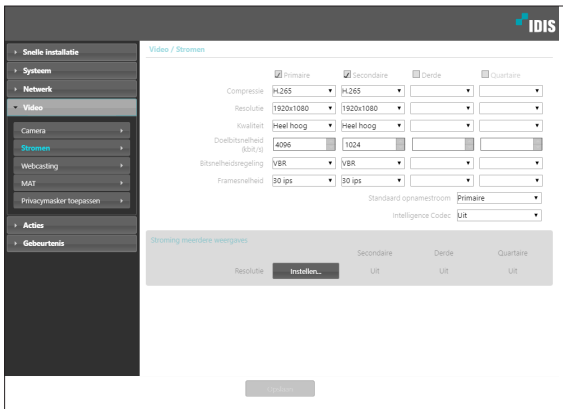 IDIS
Snelle installatie
Systeem
Netwerk
Video
Camera
Stromen
Webcasting
MAT
Privacymasker toepassen
Acties
Gebeurtenis
Video / Stromen
Primaire Secondaire Derde Quartaire
Compressie H.265 H.265
Resolutie 1920x1080 1920x1080
Kwaliteit Heel hoog Heel hoog
Doelbitsnelheid (kbit/s) 4096 1024
Bitsnelheidsregeling VBR VBR
Framesnelheid 30 ips 30 ips
Standaard opnamestroom Primaire
Intelligence Codec Uit
Stroming meerdere weergaves
Secondaire Derde Quartaire
Resolutie Instellen... Uit Uit Uit